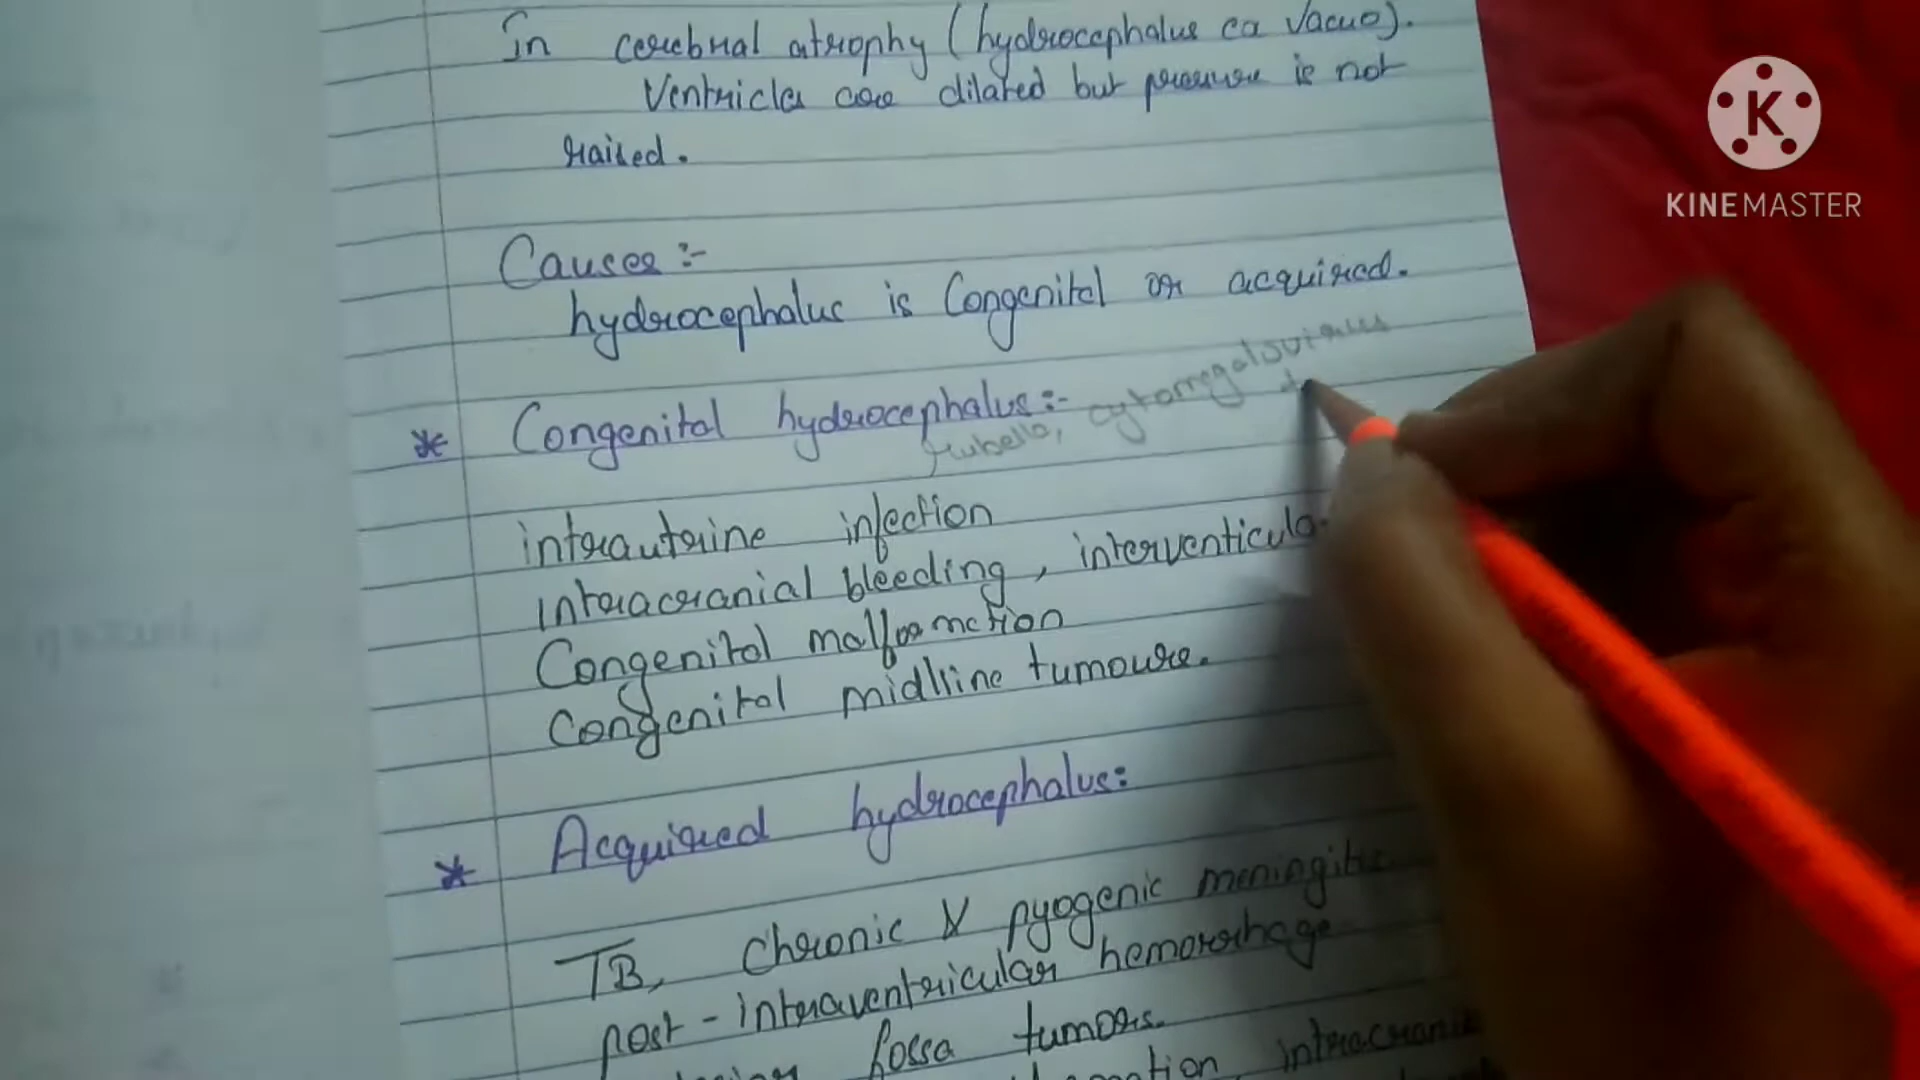 In cerebral atrophy (hydrocephalus ca vacuo).
Ventricles are dilated but pressure is not
raised.
Causes :-
hydrocephalus is Congenital or acquired.
* Congenital hydrocephalus:-
rubella, cytomegalovirus
intrauterine infection
intracranial bleeding, interventicula
Congenital malformation
Congenital midline tumours.
* Acquired hydrocephalus:
TB, chronic & pyogenic meningitis
post-intraventricular hemorrhage
fossa tumors.
intracrani
K
KINEMASTER